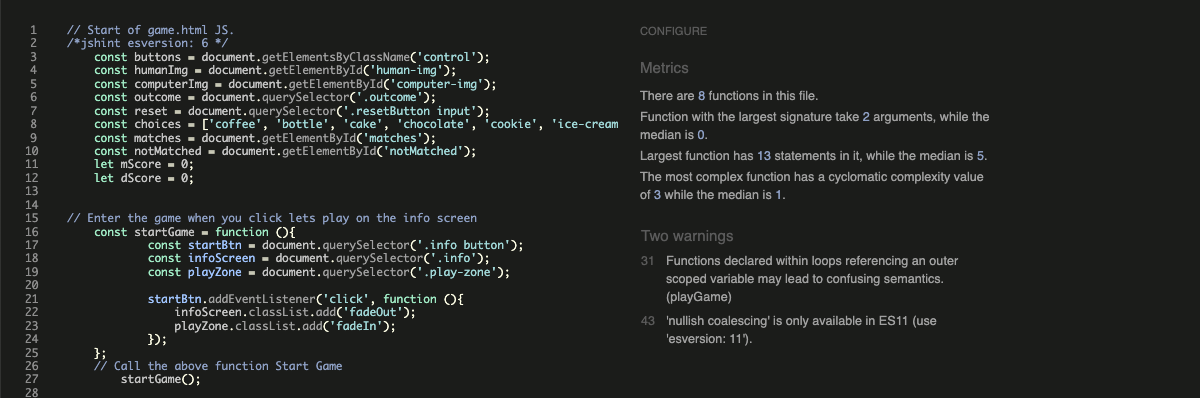 1 // Start of game.html JS.
2 /*jshint esversion: 6 */
3 const buttons = document.getElementsByClassName('control');
4 const humanImg = document.getElementById('human-img');
5 const computerImg = document.getElementById('computer-img');
6 const outcome = document.querySelector('.outcome');
7 const reset = document.querySelector('.resetButton input');
8 const choices = ['coffee', 'bottle', 'cake', 'chocolate', 'cookie', 'ice-cream
9 const matches = document.getElementById('matches');
10 const notMatched = document.getElementById('notMatched');
11 let mScore = 0;
12 let dScore = 0;
13
14
15 // Enter the game when you click lets play on the info screen
16 const startGame = function (){
17 const startBtn = document.querySelector('.info button');
18 const infoScreen = document.querySelector('.info');
19 const playZone = document.querySelector('.play-zone');
20
21 startBtn.addEventListener('click', function (){
22 infoScreen.classList.add('fadeOut');
23 playZone.classList.add('fadeIn');
24 });
25 };
26 // Call the above function Start Game
27 startGame();
28
CONFIGURE
Metrics
There are 8 functions in this file.
Function with the largest signature take 2 arguments, while the
median is 0.
Largest function has 13 statements in it, while the median is 5.
The most complex function has a cyclomatic complexity value
of 3 while the median is 1.
Two warnings
31 Functions declared within loops referencing an outer
scoped variable may lead to confusing semantics.
(playGame)
43 'nullish coalescing' is only available in ES11 (use
'esversion: 11').